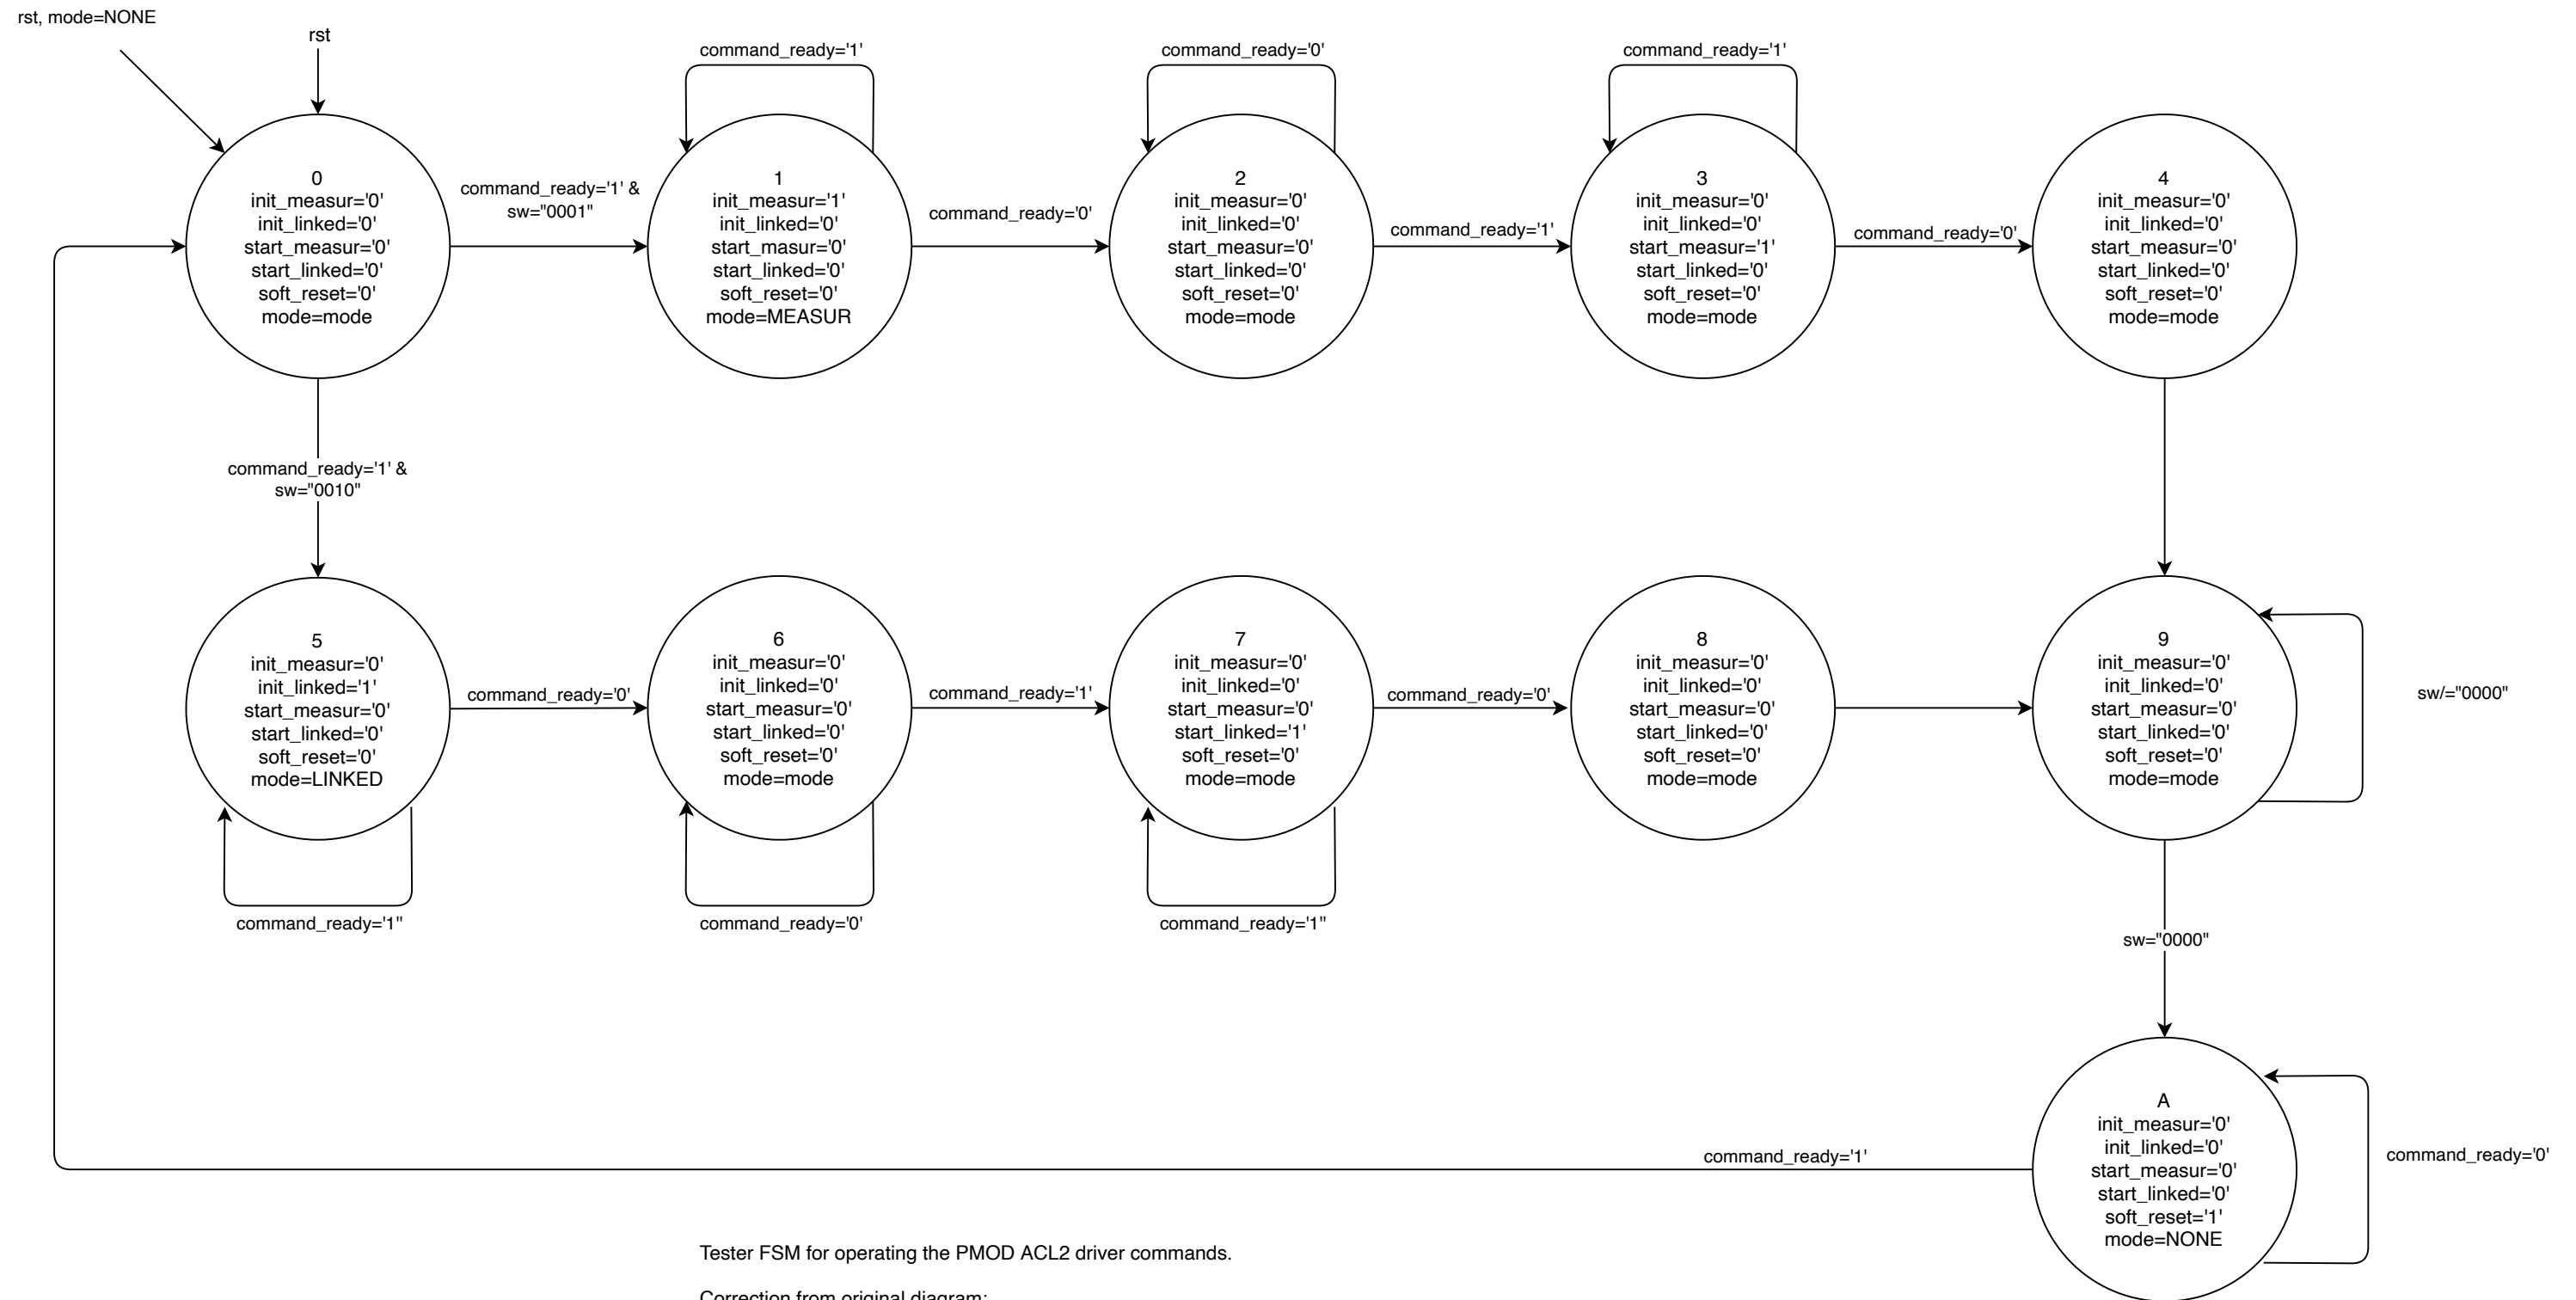 rst, mode=NONE
rst
command_ready='1'
command_ready='0'
command_ready='1'
0
init_measur='0'
init_linked='0'
start_measur='0'
start_linked='0'
soft_reset='0'
mode=mode
command_ready='1' &
sw="0001"
1
init_measur='1'
init_linked='0'
start_masur='0'
start_linked='0'
soft_reset='0'
mode=MEASUR
command_ready='0'
2
init_measur='0'
init_linked='0'
start_measur='0'
start_linked='0'
soft_reset='0'
mode=mode
command_ready='1'
3
init_measur='0'
init_linked='0'
start_measur='1'
start_linked='0'
soft_reset='0'
mode=mode
command_ready='0'
4
init_measur='0'
init_linked='0'
start_measur='0'
start_linked='0'
soft_reset='0'
mode=mode
command_ready='1' &
sw="0010"
5
init_measur='0'
init_linked='1'
start_measur='0'
start_linked='0'
soft_reset='0'
mode=LINKED
command_ready='0'
6
init_measur='0'
init_linked='0'
start_measur='0'
start_linked='0'
soft_reset='0'
mode=mode
command_ready='1'
7
init_measur='0'
init_linked='0'
start_measur='0'
start_linked='1'
soft_reset='0'
mode=mode
command_ready='0'
8
init_measur='0'
init_linked='0'
start_measur='0'
start_linked='0'
soft_reset='0'
mode=mode
9
init_measur='0'
init_linked='0'
start_measur='0'
start_linked='0'
soft_reset='0'
mode=mode
sw/="0000"
command_ready='1"
command_ready='0'
command_ready='1"
sw="0000"
A
init_measur='0'
init_linked='0'
start_measur='0'
start_linked='0'
soft_reset='1'
mode=NONE
command_ready='1'
command_ready='0'
Tester FSM for operating the PMOD ACL2 driver commands.
Correction from original diagram: